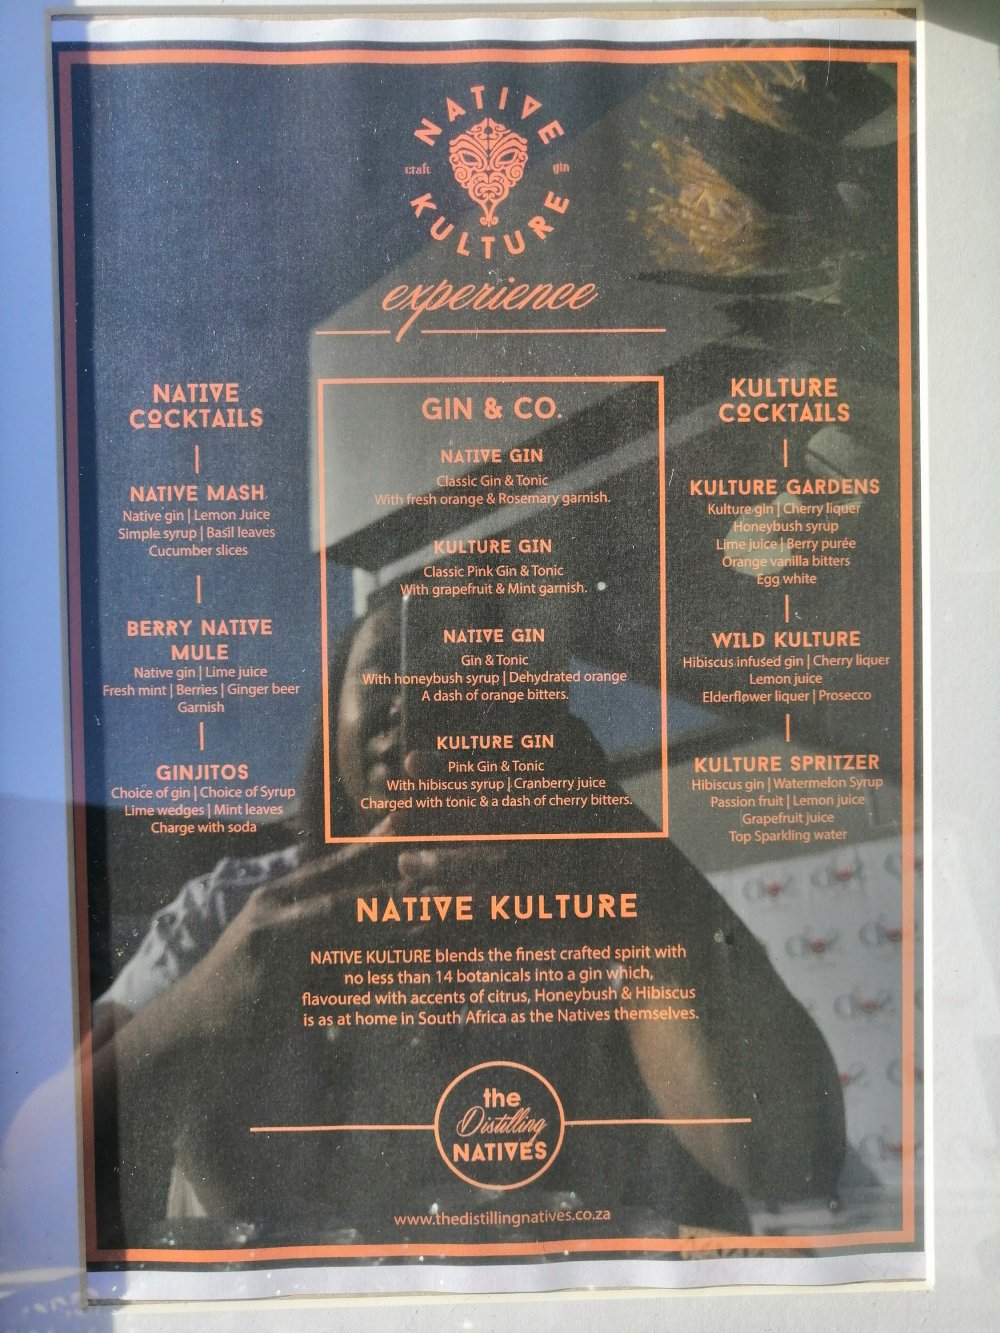 NATIVE
craft gin
KULTURE
experience
NATIVE
COCKTAILS
NATIVE MASH
Native gin | Lemon Juice
Simple syrup | Basil leaves
Cucumber slices
BERRY NATIVE
MULE
Native gin | Lime juice
Fresh mint | Berries | Ginger beer
Garnish
GINJITOS
Choice of gin | Choice of Syrup
Lime wedges | Mint leaves
Charge with soda
GIN & CO.
NATIVE GIN
Classic Gin & Tonic
With fresh orange & Rosemary garnish.
KULTURE GIN
Classic Pink Gin & Tonic
With grapefruit & Mint garnish.
NATIVE GIN
Gin & Tonic
With honeybush syrup | Dehydrated orange
A dash of orange bitters.
KULTURE GIN
Pink Gin & Tonic
With hibiscus syrup | Cranberry juice
Charged with tonic & a dash of cherry bitters.
KULTURE
COCKTAILS
KULTURE GARDENS
Kulture gin | Cherry liquer
Honeybush syrup
Lime juice | Berry purée
Orange vanilla bitters
Egg white
WILD KULTURE
Hibiscus infused gin | Cherry liquer
Lemon juice
Elderflower liquer | Prosecco
KULTURE SPRITZER
Hibiscus gin | Watermelon Syrup
Passion fruit | Lemon juice
Grapefruit juice
Top Sparkling water
NATIVE KULTURE
NATIVE KULTURE blends the finest crafted spirit with
no less than 14 botanicals into a gin which,
flavoured with accents of citrus, Honeybush & Hibiscus
is as at home in South Africa as the Natives themselves.
the
Distilling
NATIVES
www.thedistillingnatives.co.za